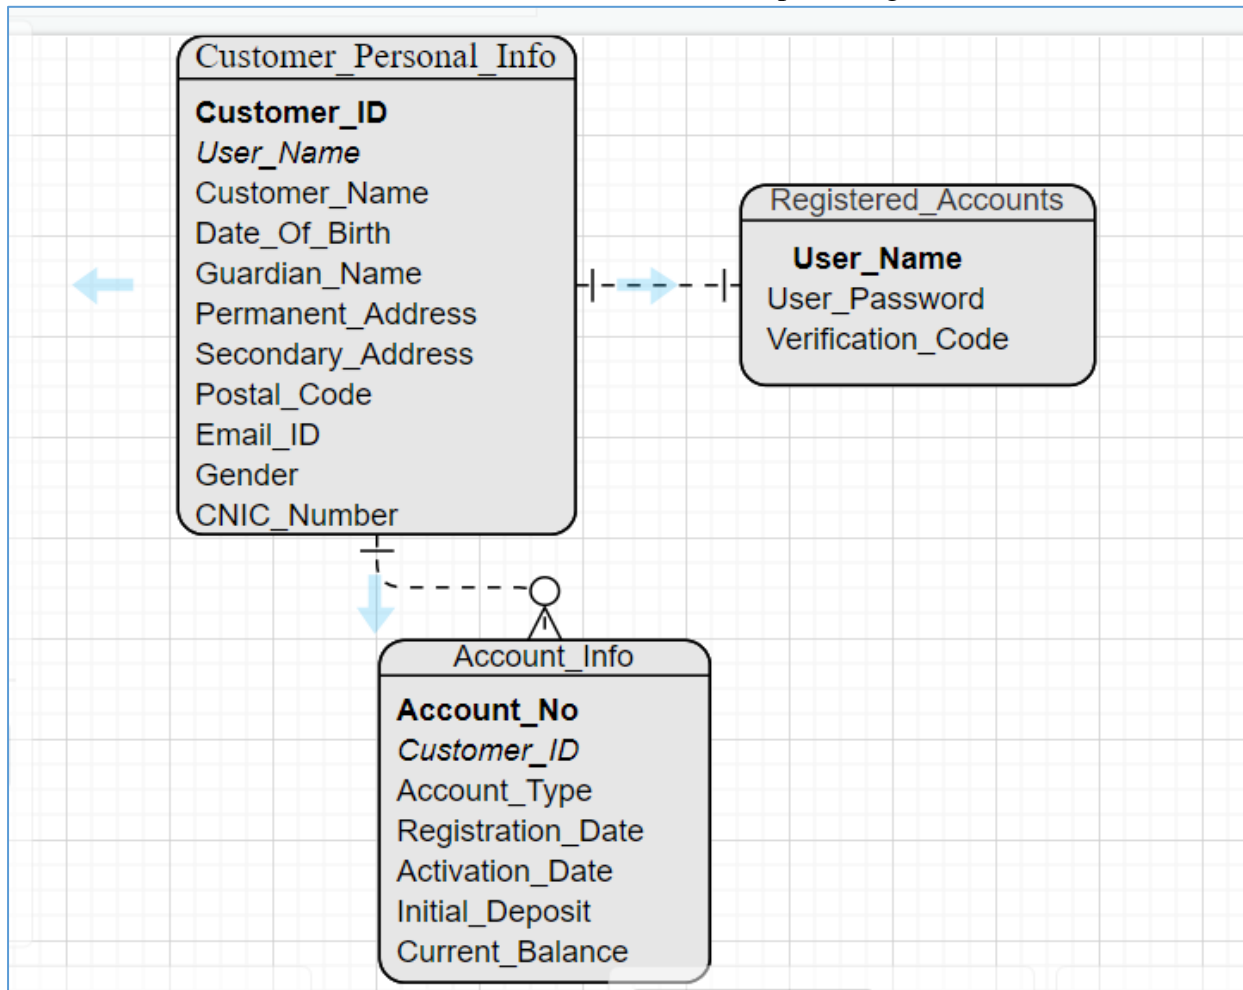 Customer_Personal_Info
Customer_ID
User_Name
Customer_Name
Date_Of_Birth
Guardian_Name
Permanent_Address
Secondary_Address
Postal_Code
Email_ID
Gender
CNIC_Number
Registered_Accounts
User_Name
User_Password
Verification_Code
Account_Info
Account_No
Customer_ID
Account_Type
Registration_Date
Activation_Date
Initial_Deposit
Current_Balance